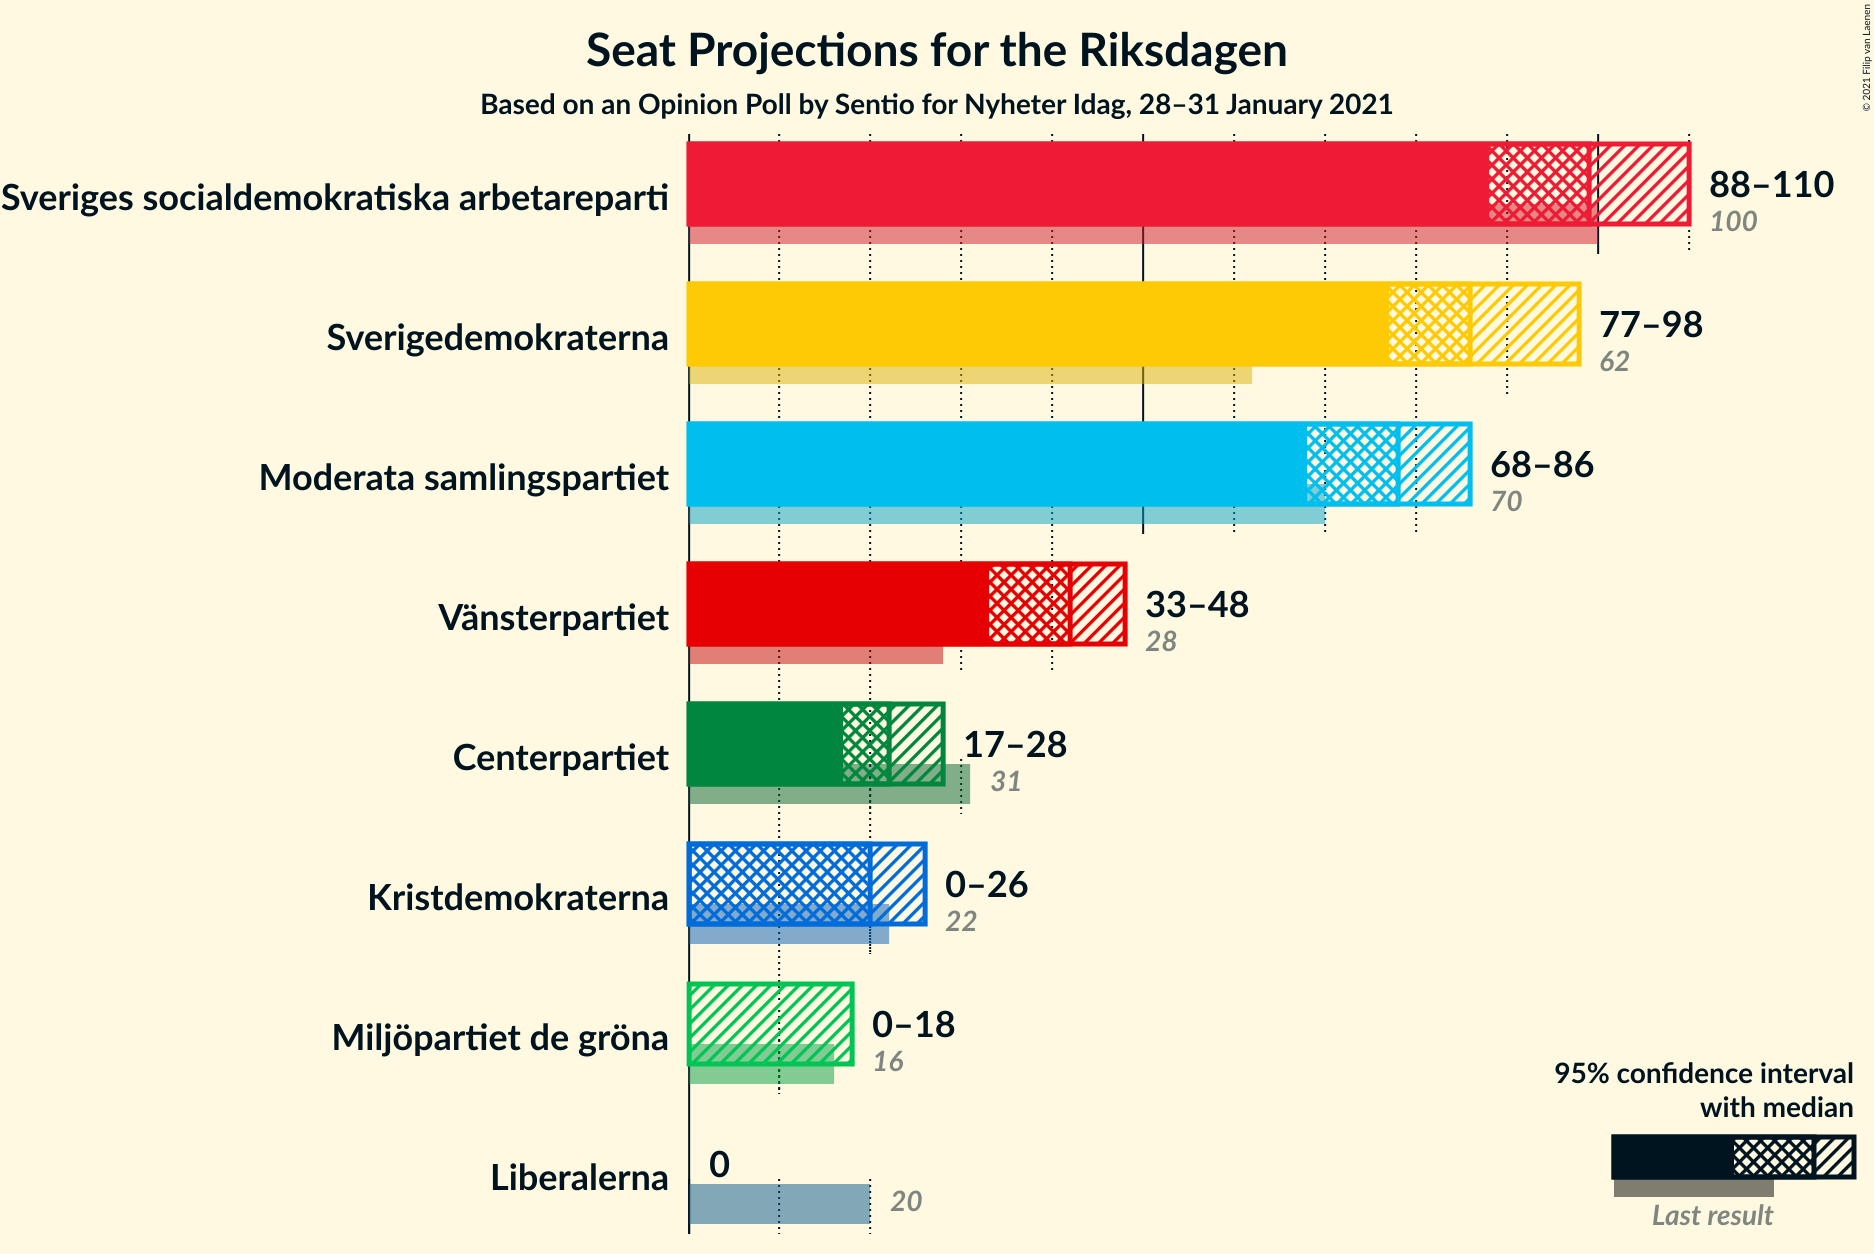 Seat Projections for the Riksdagen
Based on an Opinion Poll by Sentio for Nyheter Idag, 28–31 January 2021
© 2021 Filip van Laenen
Sveriges socialdemokratiska arbetareparti
88–110
100
Sverigedemokraterna
77–98
62
Moderata samlingspartiet
68–86
70
Vänsterpartiet
33–48
28
Centerpartiet
17–28
31
Kristdemokraterna
0–26
22
Miljöpartiet de gröna
0–18
16
Liberalerna
0
20
95% confidence interval
with median
Last result